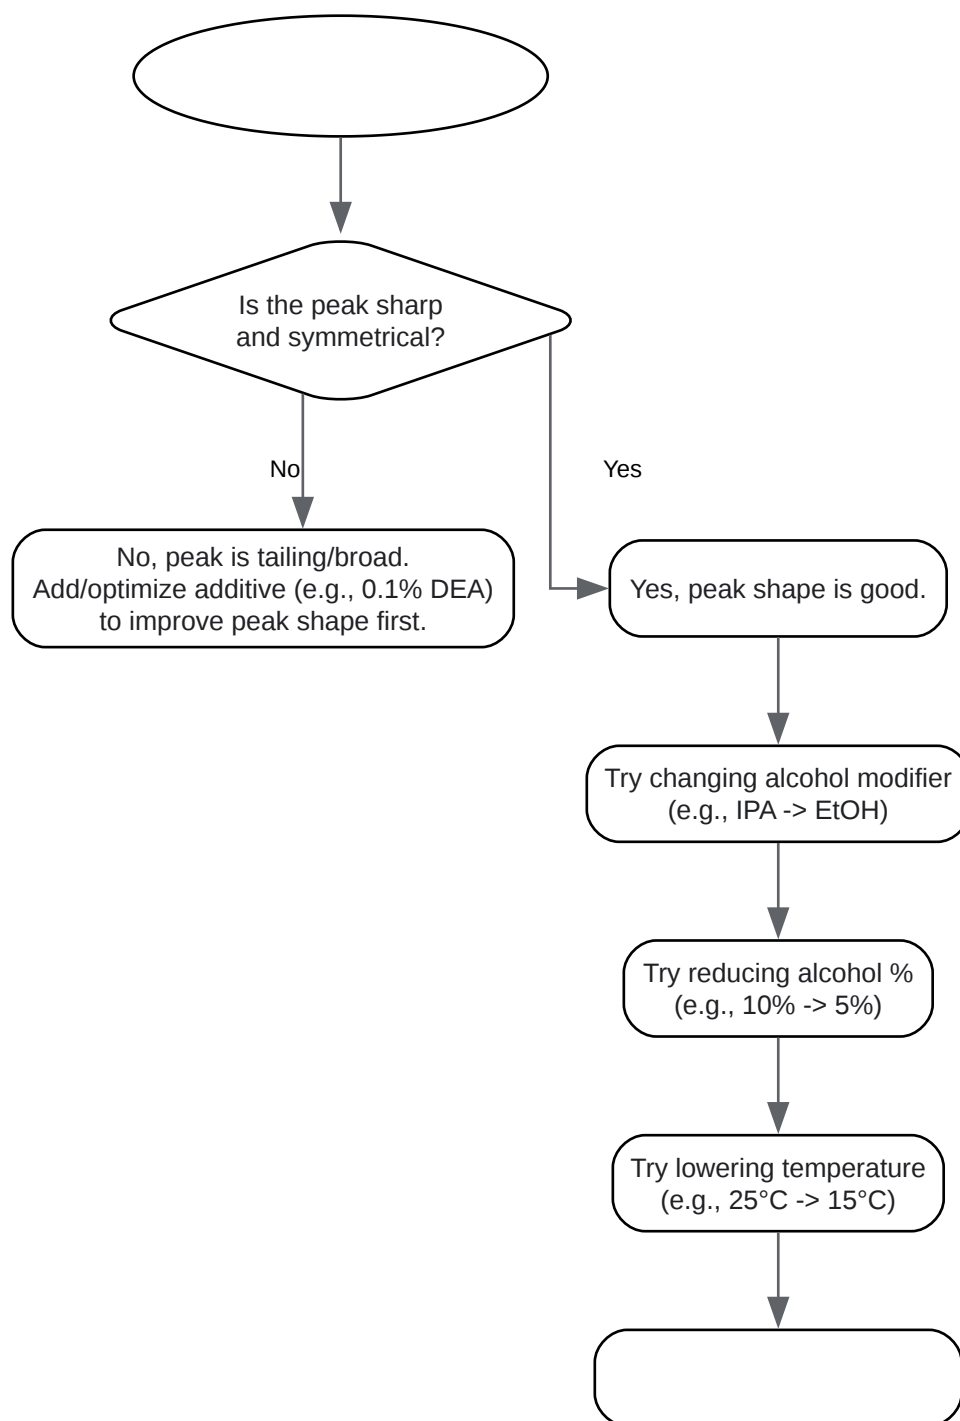 Is the peak sharp
and symmetrical?
No
Yes
No, peak is tailing/broad.
Add/optimize additive (e.g., 0.1% DEA)
to improve peak shape first.
Yes, peak shape is good.
Try changing alcohol modifier
(e.g., IPA -> EtOH)
Try reducing alcohol %
(e.g., 10% -> 5%)
Try lowering temperature
(e.g., 25°C -> 15°C)